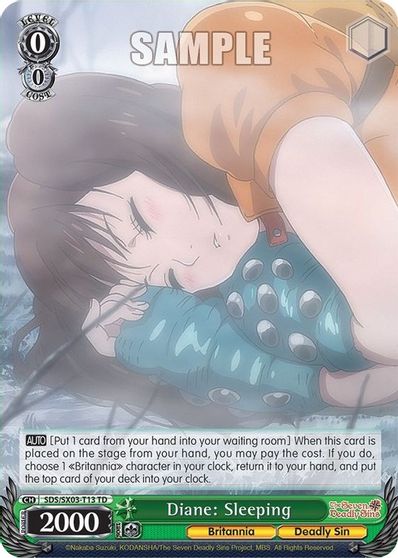 LEVEL
0
0
COST
SAMPLE
AUTO [Put 1 card from your hand into your waiting room] When this card is
placed on the stage from your hand, you may pay the cost. If you do,
choose 1 «Britannia» character in your clock, return it to your hand, and
put the top card of your deck into your clock.
CH SDS/SX03-T13 TD
Diane: Sleeping
The Seven Deadly Sins
POWER
2000
SOUL
Britannia
Deadly Sin
©Nakaba Suzuki, KODANSHA/The Seven Deadly Sins Project, MBS. All Rights Reserved.